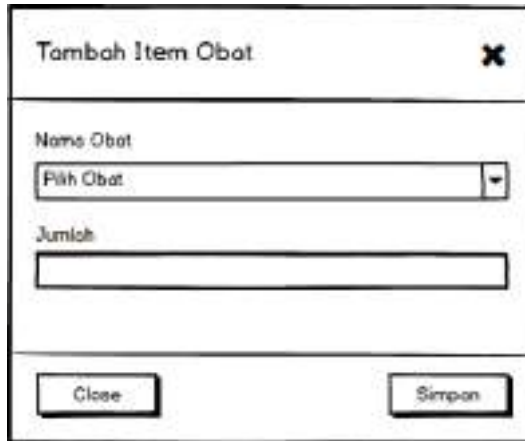 Tambah Item Obat
Nama Obat
Pilih Obat
Jumlah
Close
Simpan